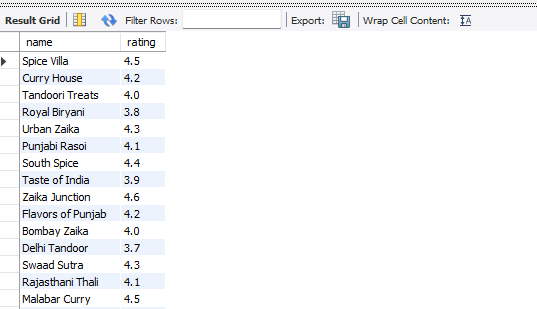 Result Grid Filter Rows: Export: Wrap Cell Content: IA
name rating
Spice Villa 4.5
Curry House 4.2
Tandoori Treats 4.0
Royal Biryani 3.8
Urban Zaika 4.3
Punjabi Rasoi 4.1
South Spice 4.4
Taste of India 3.9
Zaika Junction 4.6
Flavors of Punjab 4.2
Bombay Zaika 4.0
Delhi Tandoor 3.7
Swaad Sutra 4.3
Rajasthani Thali 4.1
Malabar Curry 4.5